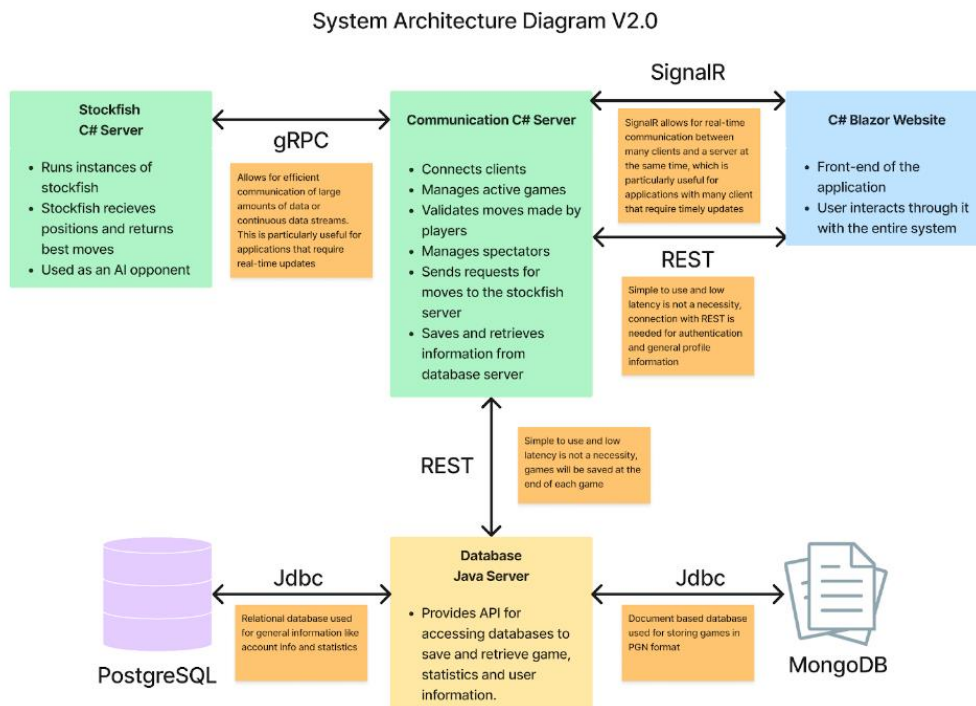 System Architecture Diagram V2.0
Stockfish
C# Server
• Runs instances of
stockfish
• Stockfish recieves
positions and returns
best moves
• Used as an AI opponent
gRPC
Allows for efficient
communication of large
amounts of data or
continuous data streams.
This is particularly useful for
applications that require
real-time updates
Communication C# Server
• Connects clients
• Manages active games
• Validates moves made by
players
• Manages spectators
• Sends requests for
moves to the stockfish
server
• Saves and retrieves
information from
database server
SignalR
SignalR allows for real-time
communication between
many clients and a server at
the same time, which is
particularly useful for
applications with many client
that require timely updates
REST
Simple to use and low
latency is not a necessity,
connection with REST is
needed for authentication
and general profile
information
C# Blazor Website
• Front-end of the
application
• User interacts through it
with the entire system
REST
Simple to use and low
latency is not a necessity,
games will be saved at the
end of each game
PostgreSQL
Jdbc
Relational database used
for general information like
account info and statistics
Database
Java Server
• Provides API for
accessing databases to
save and retrieve game,
statistics and user
information.
Jdbc
Document based database
used for storing games in
PGN format
MongoDB